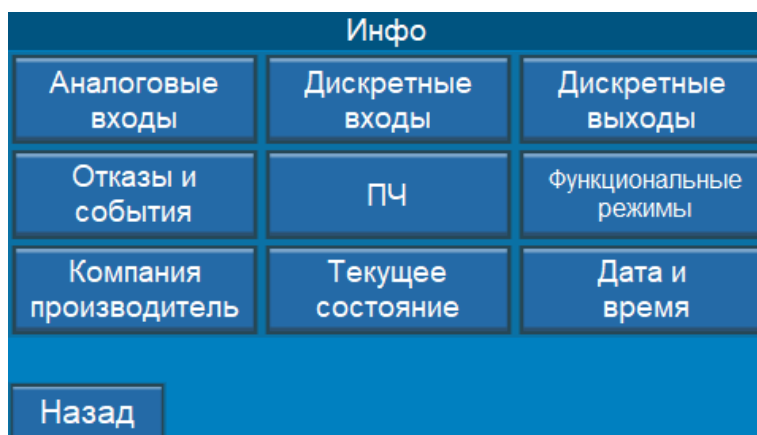 Инфо
Аналоговые
входы
Дискретные
входы
Дискретные
выходы
Отказы и
события
ПЧ
Функциональные
режимы
Компания
производитель
Текущее
состояние
Дата и
время
Назад